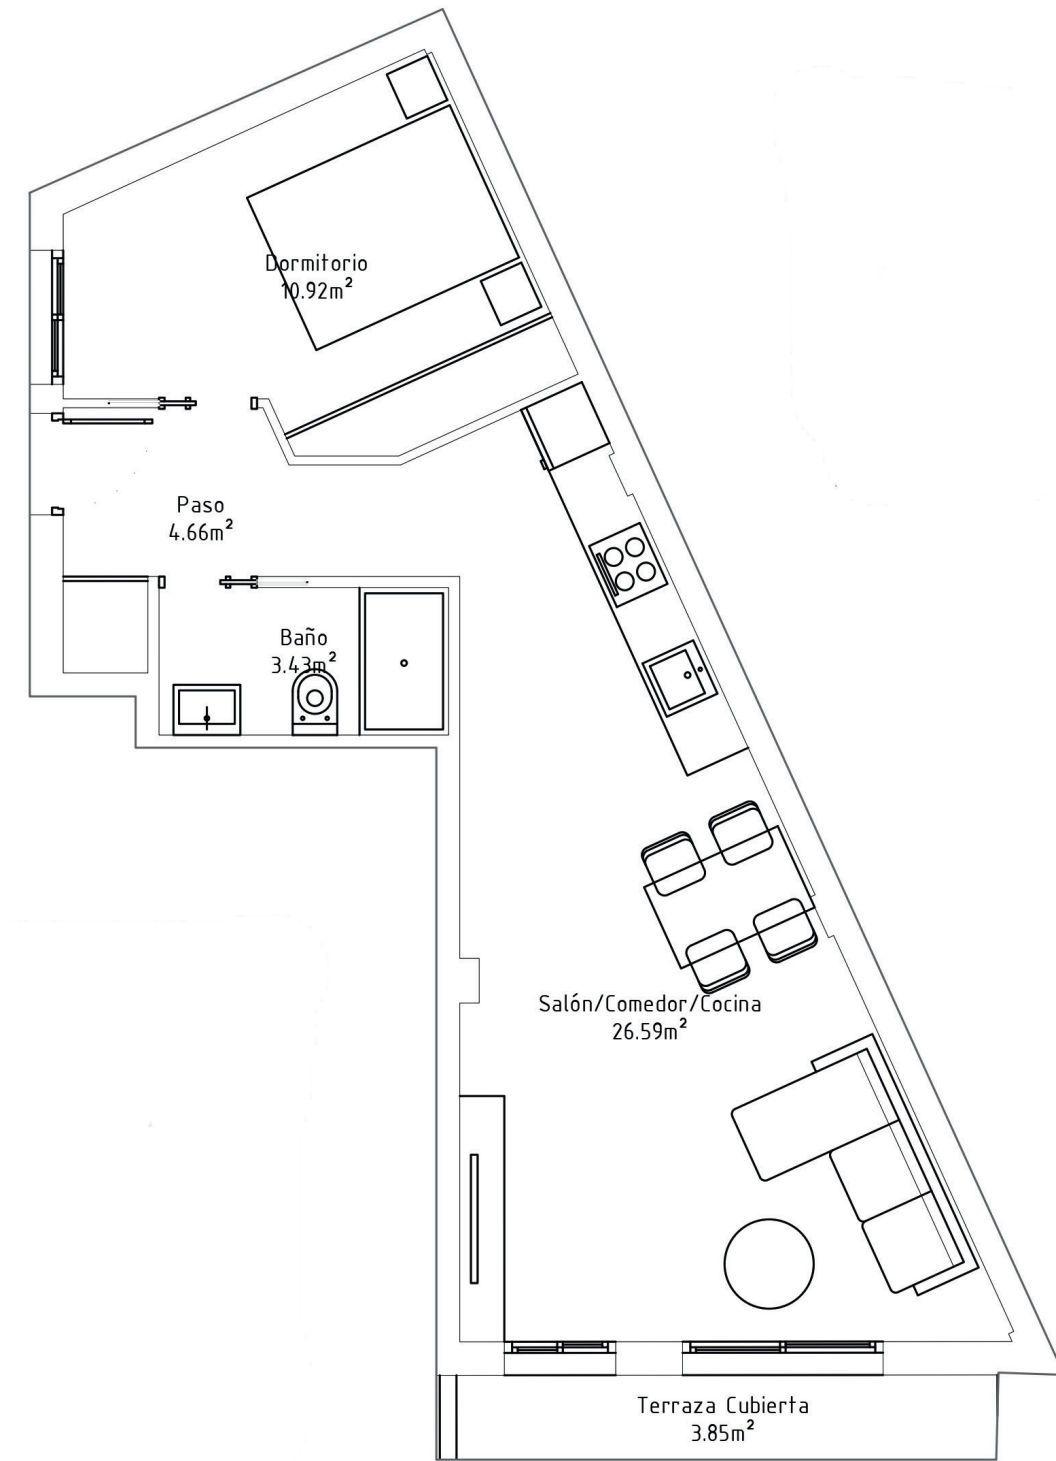 Dormitorio
10.92m²
Paso
4.66m²
Baño
3.43m²
Salón/Comedor/Cocina
26.59m²
Terraza Cubierta
3.85m²